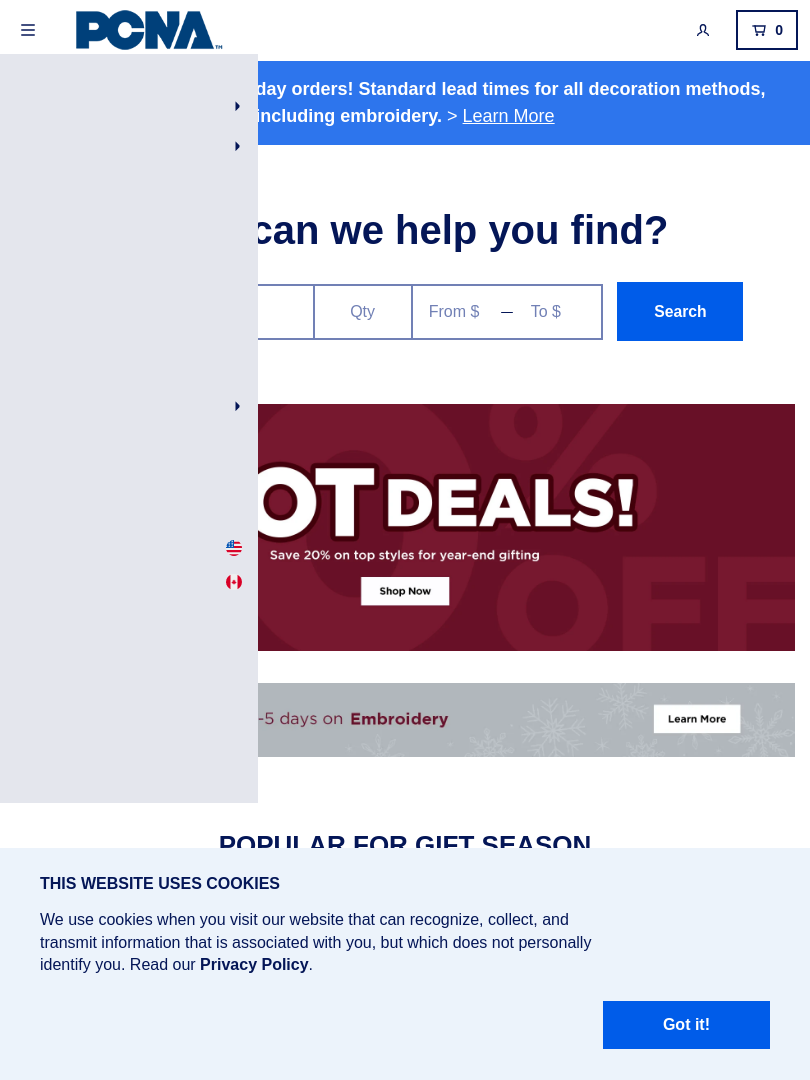 PCNA™
0
day orders! Standard lead times for all decoration methods,
including embroidery. > Learn More
can we help you find?
Qty
From $ — To $
Search
OT DEALS!
Save 20% on top styles for year-end gifting
Shop Now
OFF
-5 days on Embroidery
Learn More
POPULAR FOR GIFT SEASON
THIS WEBSITE USES COOKIES
We use cookies when you visit our website that can recognize, collect, and
transmit information that is associated with you, but which does not personally
identify you. Read our Privacy Policy.
Got it!